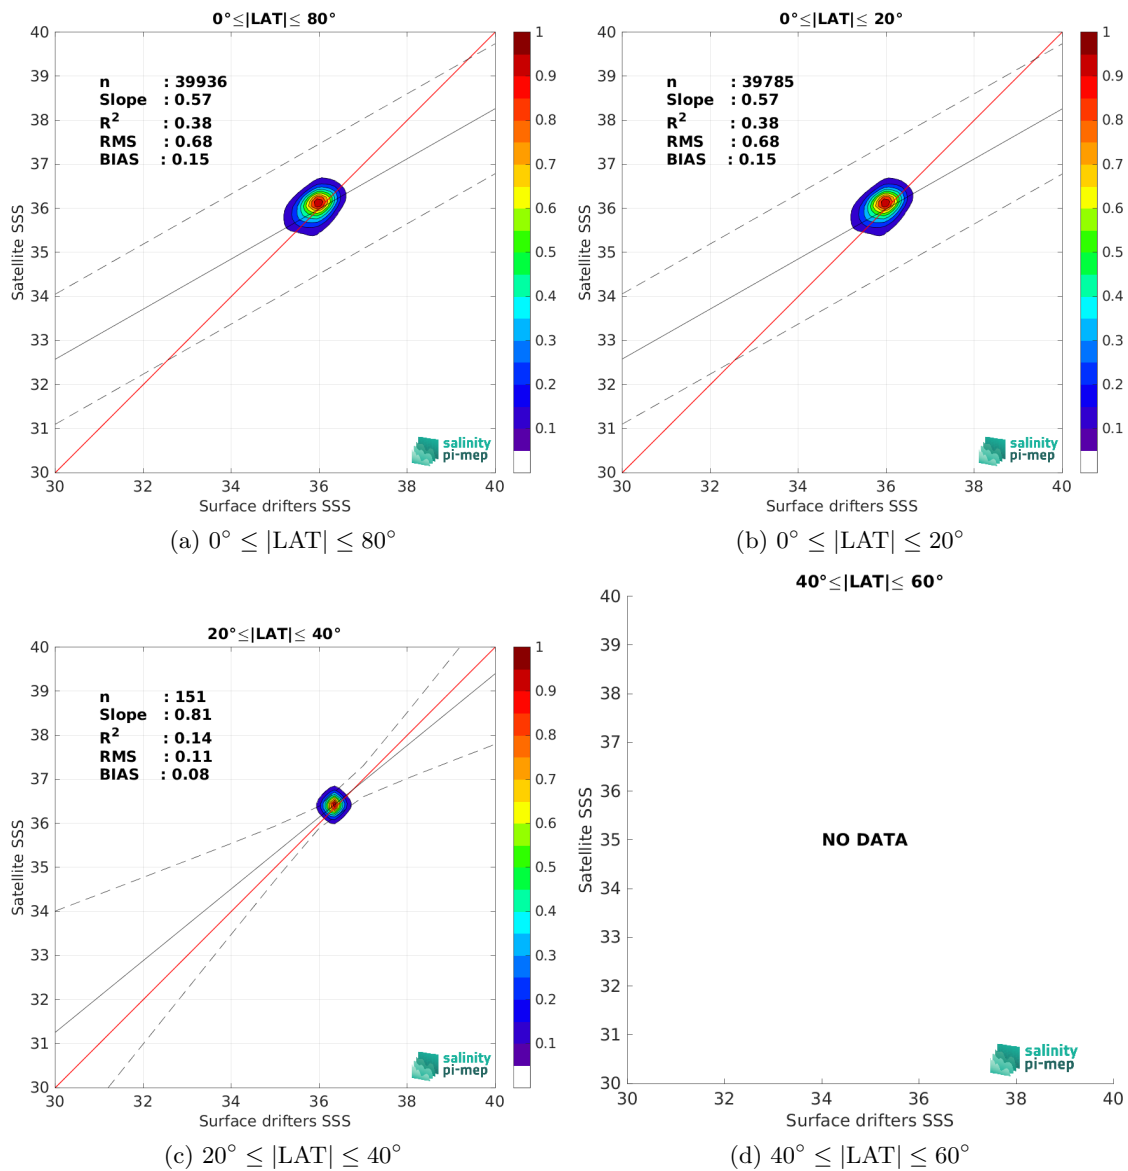 0°≤|LAT|≤ 80°
40
39
38
37
36
35
34
33
32
31
30
30
32
34
36
38
40
Satellite SSS
Surface drifters SSS
n : 39936
Slope : 0.57
R² : 0.38
RMS : 0.68
BIAS : 0.15
1
0.9
0.8
0.7
0.6
0.5
0.4
0.3
0.2
0.1
salinity
pi-mep
(a) 0° ≤ |LAT| ≤ 80°
0°≤|LAT|≤ 20°
40
39
38
37
36
35
34
33
32
31
30
30
32
34
36
38
40
Satellite SSS
Surface drifters SSS
n : 39785
Slope : 0.57
R² : 0.38
RMS : 0.68
BIAS : 0.15
1
0.9
0.8
0.7
0.6
0.5
0.4
0.3
0.2
0.1
salinity
pi-mep
(b) 0° ≤ |LAT| ≤ 20°
20°≤|LAT|≤ 40°
40
39
38
37
36
35
34
33
32
31
30
30
32
34
36
38
40
Satellite SSS
Surface drifters SSS
n : 151
Slope : 0.81
R² : 0.14
RMS : 0.11
BIAS : 0.08
1
0.9
0.8
0.7
0.6
0.5
0.4
0.3
0.2
0.1
salinity
pi-mep
(c) 20° ≤ |LAT| ≤ 40°
40°≤|LAT|≤ 60°
40
39
38
37
36
35
34
33
32
31
30
30
32
34
36
38
40
Satellite SSS
Surface drifters SSS
NO DATA
salinity
pi-mep
(d) 40° ≤ |LAT| ≤ 60°